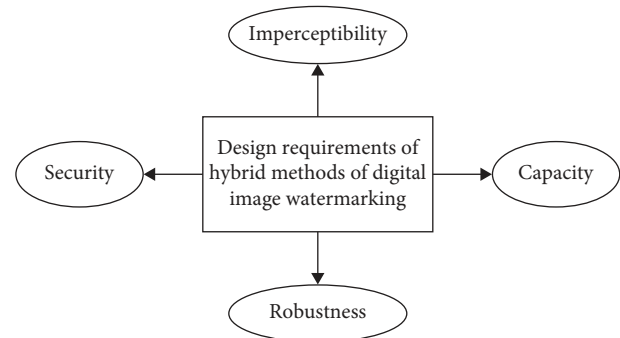 Imperceptibility
Design requirements of
hybrid methods of digital
image watermarking
Security
Capacity
Robustness